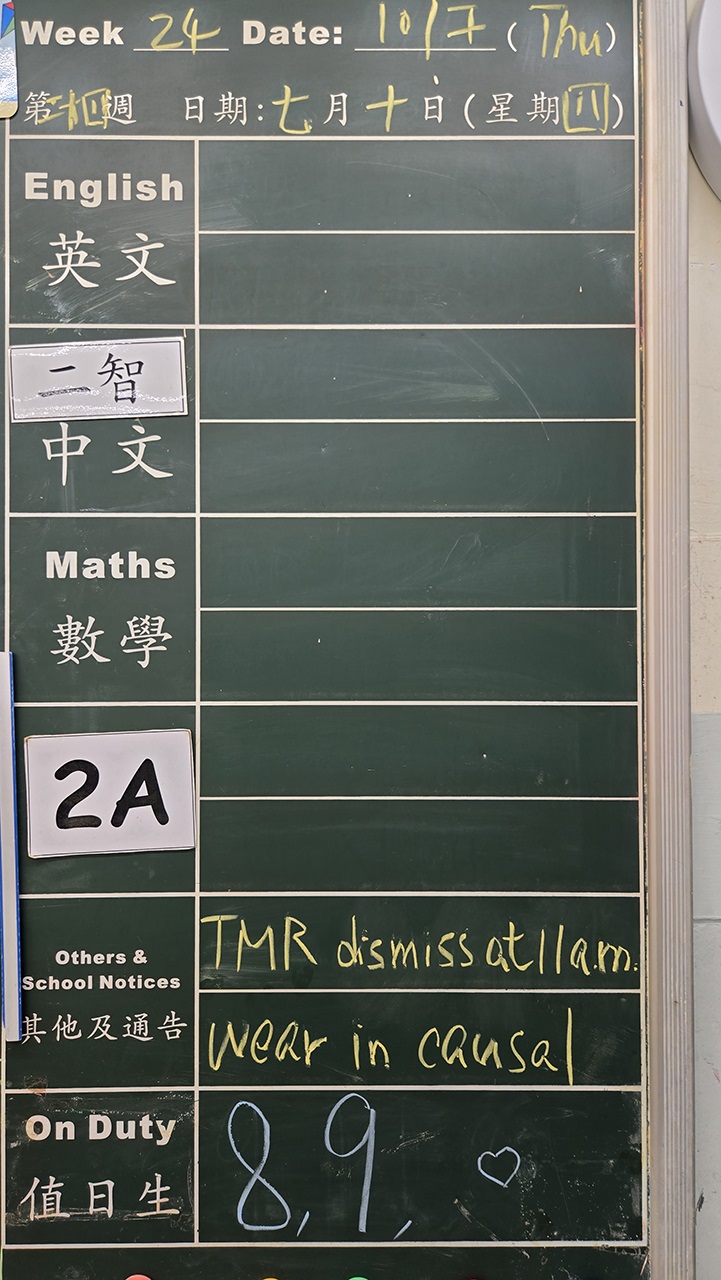 Week 24 Date: 10/7 (Thu)
第廿四週 日期:七月十日(星期四)
English
英文
二智
中文
Maths
數學
2A
Others &
School Notices
其他及通告
TMR dismiss at 11a.m.
wear in causal
On Duty
值日生
8, 9, ♡